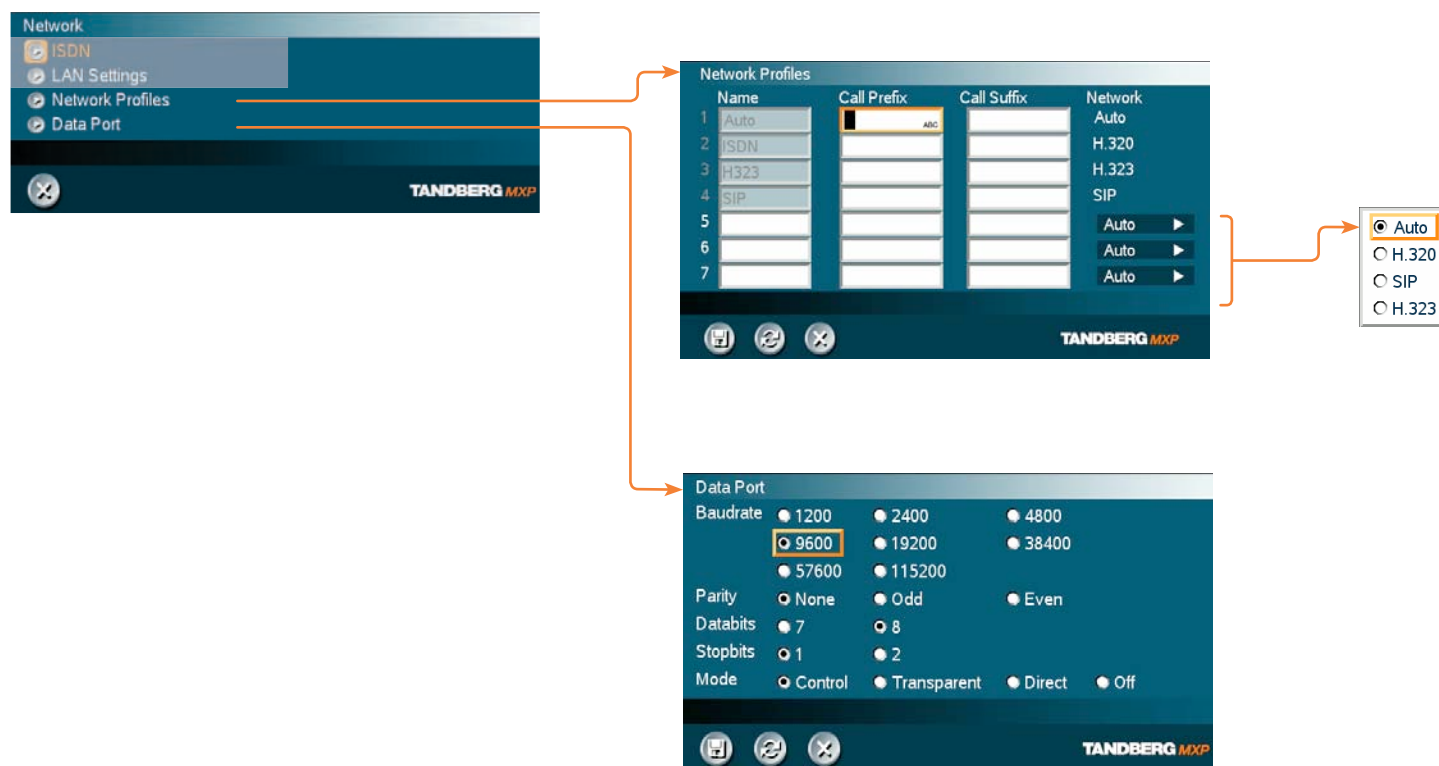 Network
ISDN
LAN Settings
Network Profiles
Data Port
TANDBERG MXP
Network Profiles
Name Call Prefix Call Suffix Network
1 Auto ABC Auto
2 ISDN H.320
3 H323 H.323
4 SIP SIP
5 Auto
6 Auto
7 Auto
TANDBERG MXP
Auto
H.320
SIP
H.323
Data Port
Baudrate 1200 2400 4800
9600 19200 38400
57600 115200
Parity None Odd Even
Databits 7 8
Stopbits 1 2
Mode Control Transparent Direct Off
TANDBERG MXP